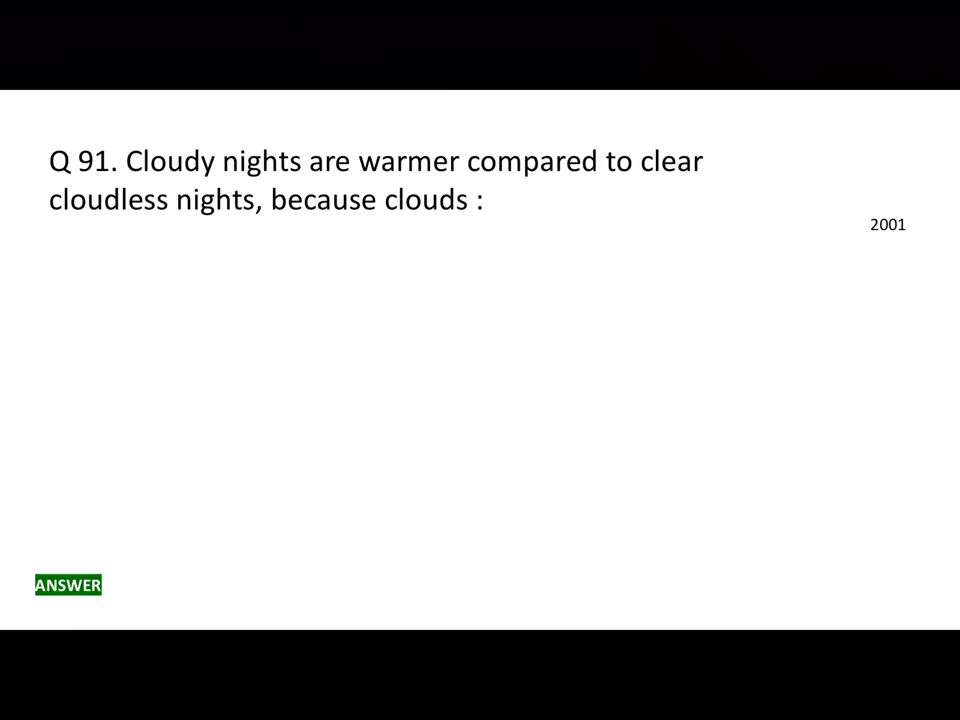 Q 91. Cloudy nights are warmer compared to clear
cloudless nights, because clouds :
2001
ANSWER